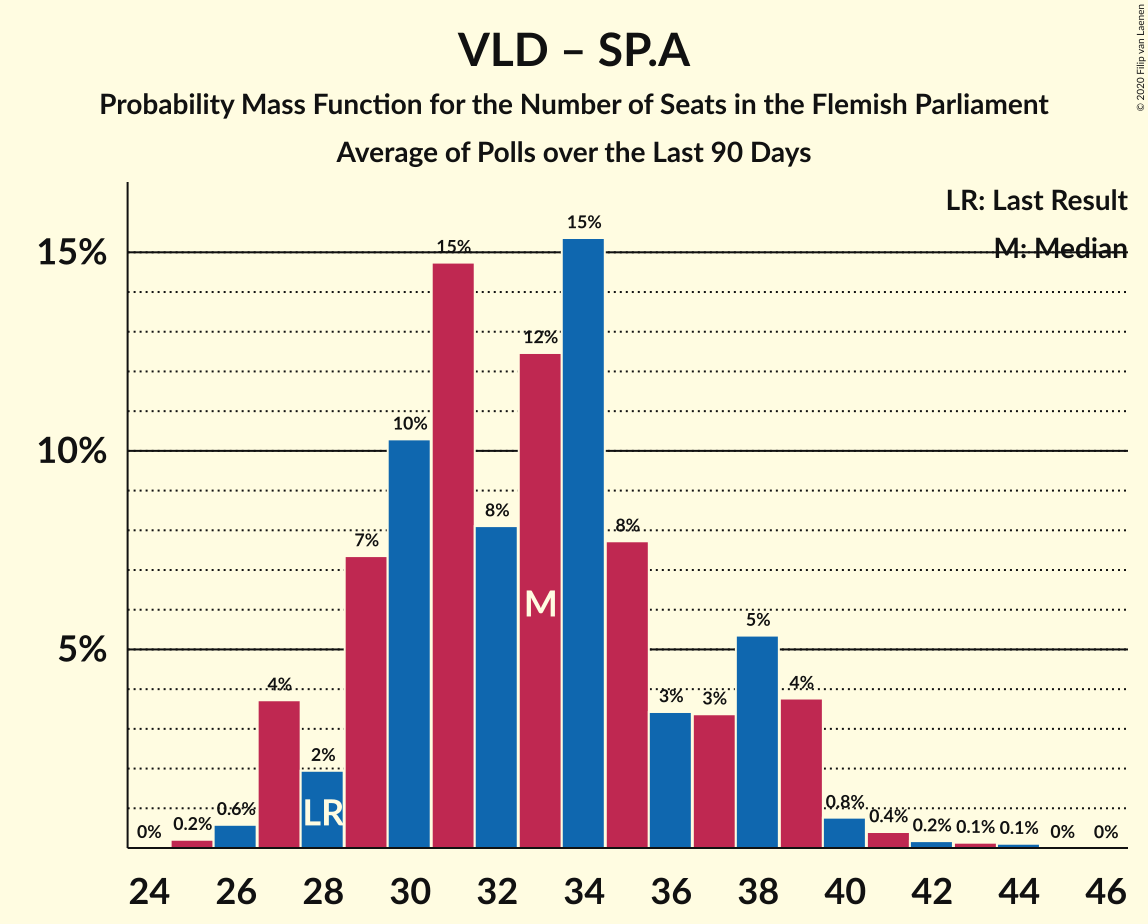 VLD – SP.A
Probability Mass Function for the Number of Seats in the Flemish Parliament
Average of Polls over the Last 90 Days
© 2020 Filip van Laenen
LR: Last Result
M: Median
15%
10%
5%
0%
0.2%
0.6%
4%
2%
7%
10%
15%
8%
12%
15%
8%
3%
3%
5%
4%
0.8%
0.4%
0.2%
0.1%
0.1%
0%
0%
LR
M
24 26 28 30 32 34 36 38 40 42 44 46